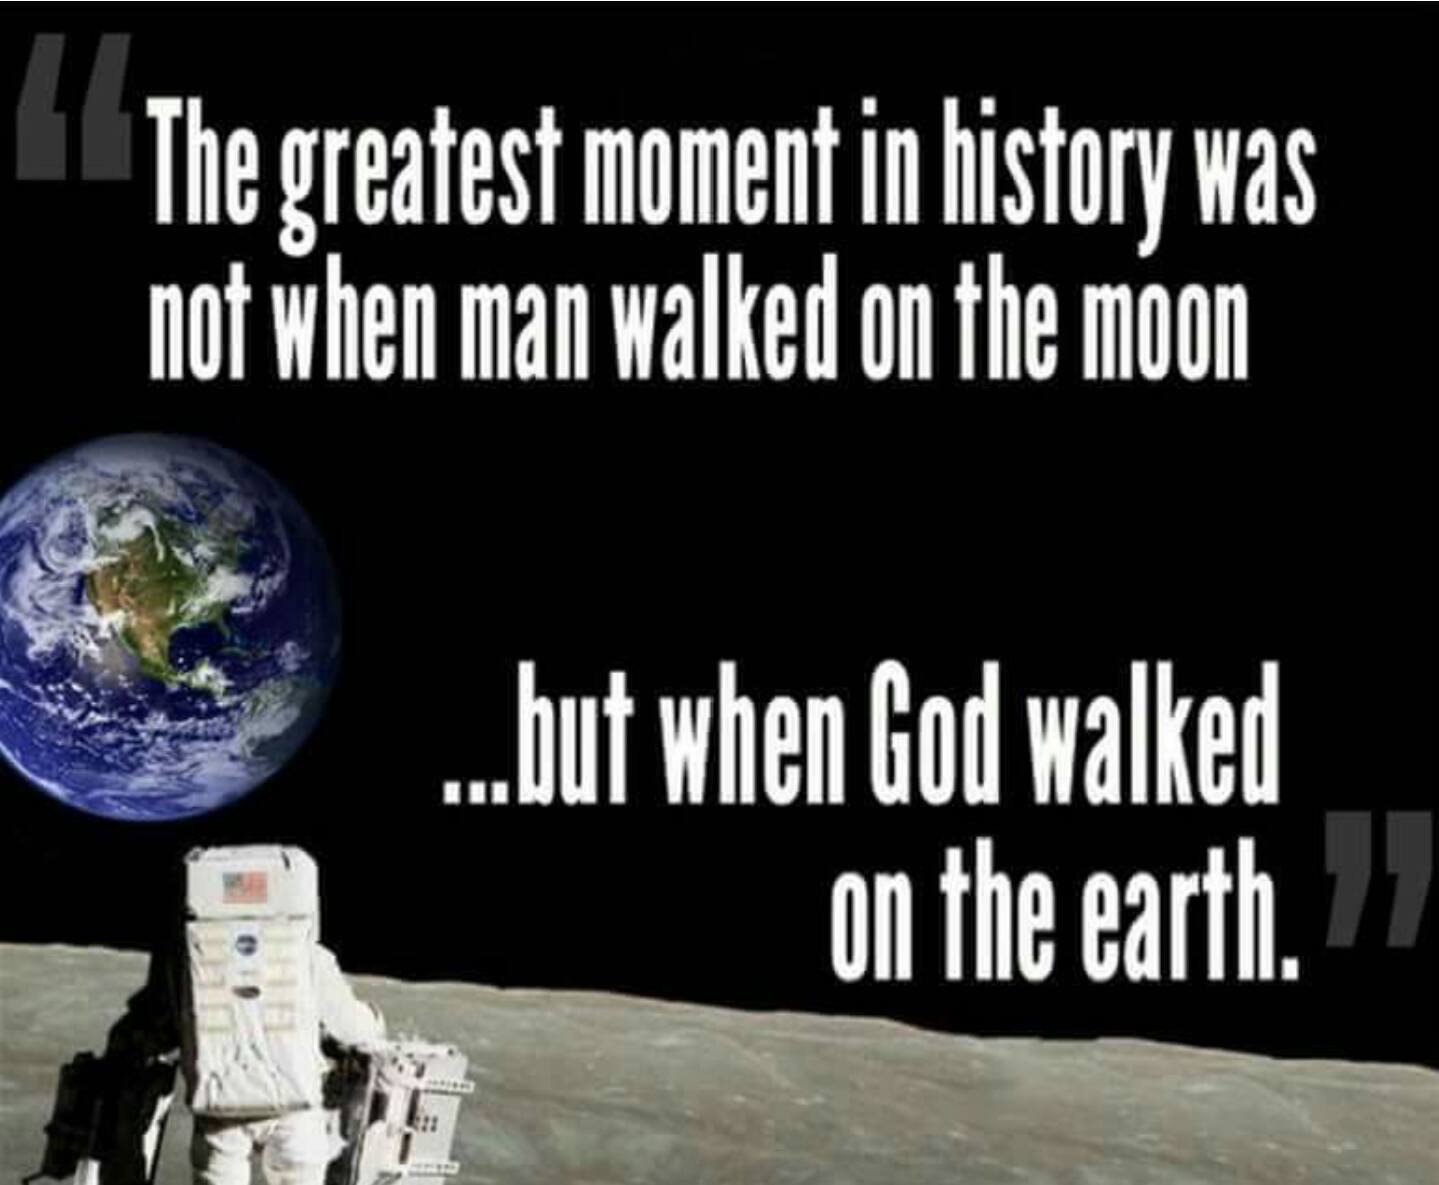 “The greatest moment in history was
not when man walked on the moon
...but when God walked
on the earth.”